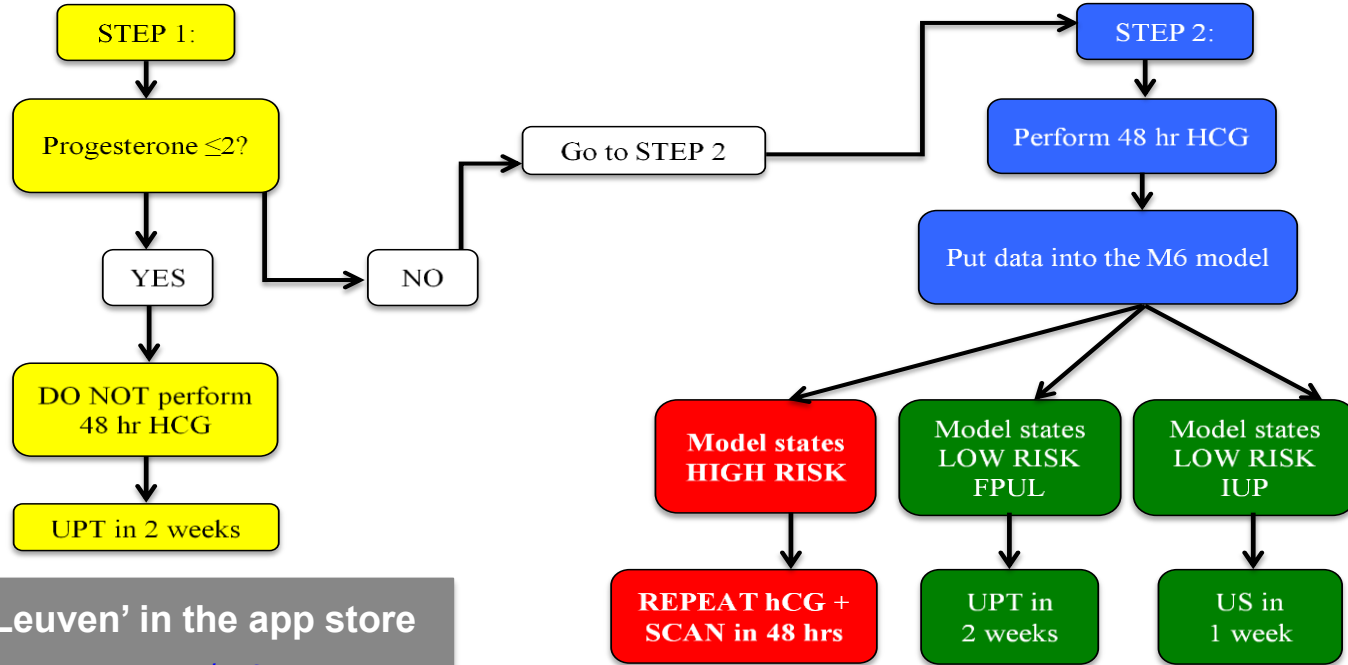 STEP 1:
Progesterone ≤2?
YES
DO NOT perform
48 hr HCG
UPT in 2 weeks
NO
Go to STEP 2
STEP 2:
Perform 48 hr HCG
Put data into the M6 model
Model states
HIGH RISK
REPEAT hCG +
SCAN in 48 hrs
Model states
LOW RISK
FPUL
UPT in
2 weeks
Model states
LOW RISK
IUP
US in
1 week
Leuven’ in the app store